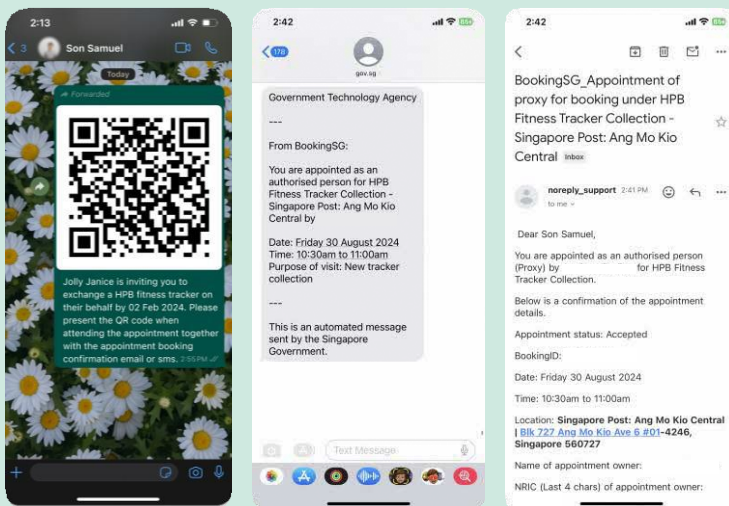 2:13
3 Son Samuel
Today
Forwarded
Jolly Janice is inviting you to
exchange a HPB fitness tracker on
their behalf by 02 Feb 2024. Please
present the QR code when
attending the appointment together
with the appointment booking
confirmation email or sms. 2:55 PM
2:42
178
gov.sg
Government Technology Agency
---
From BookingSG:
You are appointed as an
authorised person for HPB
Fitness Tracker Collection -
Singapore Post: Ang Mo Kio
Central by
Date: Friday 30 August 2024
Time: 10:30am to 11:00am
Purpose of visit: New tracker
collection
---
This is an automated message
sent by the Singapore
Government.
Text Message
2:42
BookingSG_Appointment of
proxy for booking under HPB
Fitness Tracker Collection -
Singapore Post: Ang Mo Kio
Central Inbox
noreply_support 2:41 PM
to me
Dear Son Samuel,
You are appointed as an authorised person
(Proxy) by for HPB Fitness
Tracker Collection.
Below is a confirmation of the appointment
details.
Appointment status: Accepted
BookingID:
Date: Friday 30 August 2024
Time: 10:30am to 11:00am
Location: Singapore Post: Ang Mo Kio Central
| Blk 727 Ang Mo Kio Ave 6 #01-4246,
Singapore 560727
Name of appointment owner:
NRIC (Last 4 chars) of appointment owner: